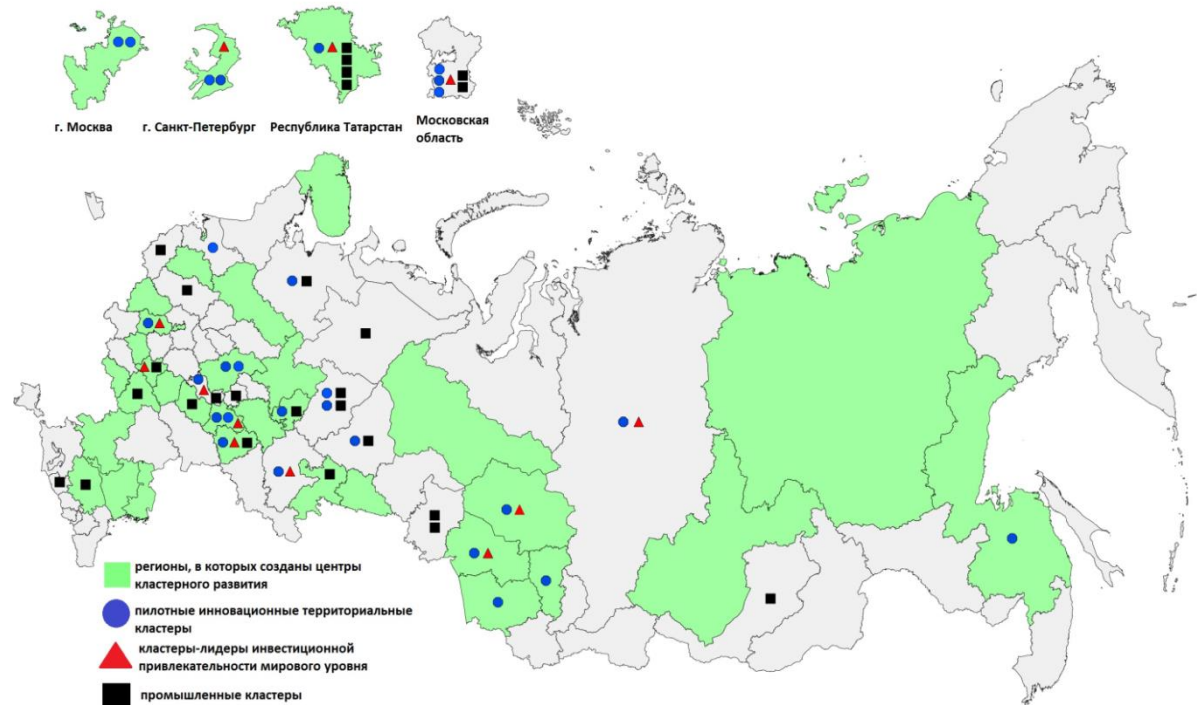 г. Москва
г. Санкт-Петербург
Республика Татарстан
Московская
область
регионы, в которых созданы центры
кластерного развития
пилотные инновационные территориальные
кластеры
кластеры-лидеры инвестиционной
привлекательности мирового уровня
промышленные кластеры